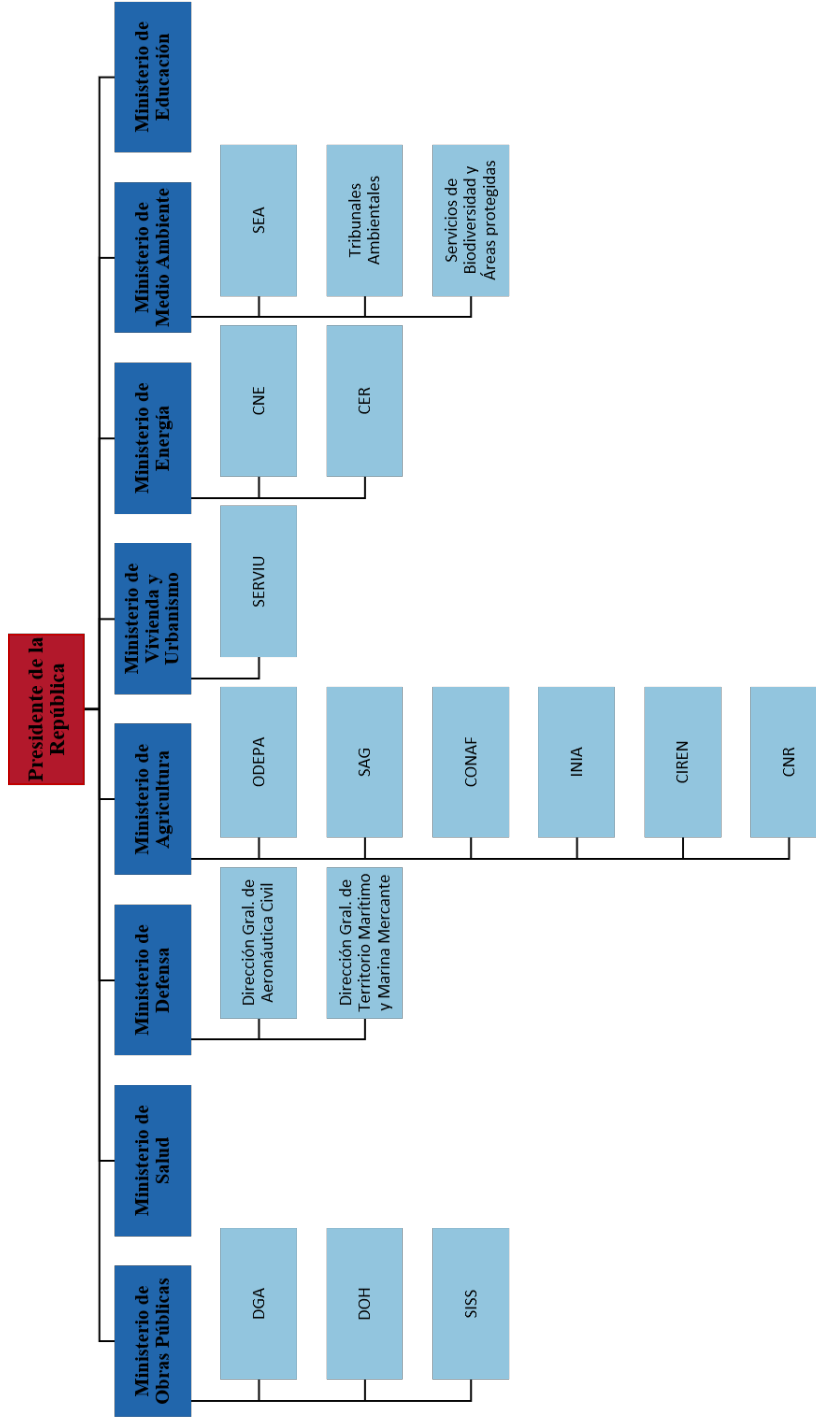 Presidente de la
República
Ministerio de
Obras Públicas
DGA
DOH
SISS
Ministerio de
Salud
Ministerio de
Defensa
Dirección Gral. de
Aeronáutica Civil
Dirección Gral. de
Territorio Marítimo
y Marina Mercante
Ministerio de
Agricultura
ODEPA
SAG
CONAF
INIA
CIREN
CNR
Ministerio de
Vivienda y
Urbanismo
SERVIU
Ministerio de
Energía
CNE
CER
Ministerio de
Medio Ambiente
SEA
Tribunales
Ambientales
Servicios de
Biodiversidad y
Áreas protegidas
Ministerio de
Educación